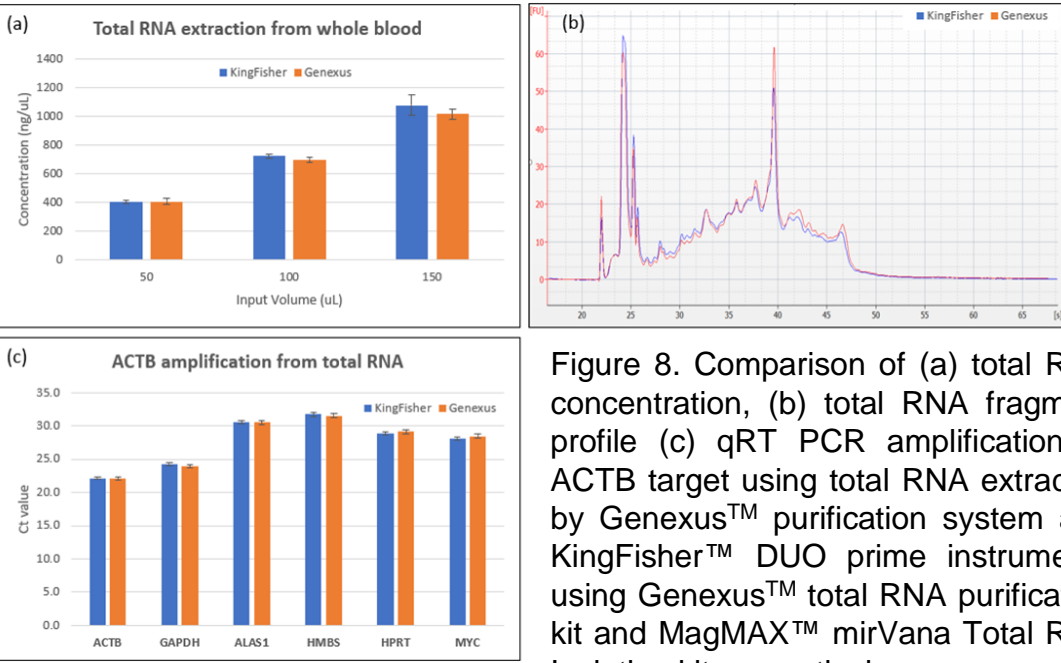 (a)
Total RNA extraction from whole blood
KingFisher Genexus
Concentration (ng/uL)
1400
1200
1000
800
600
400
200
0
50 100 150
Input Volume (uL)
(b)
KingFisher Genexus
[FU]
60
50
40
30
20
10
0
20 25 30 35 40 45 50 55 60 65 [s]
(c)
ACTB amplification from total RNA
KingFisher Genexus
Ct value
35.0
30.0
25.0
20.0
15.0
10.0
5.0
0.0
ACTB GAPDH ALAS1 HMBS HPRT MYC
Figure 8. Comparison of (a) total R
concentration, (b) total RNA fragm
profile (c) qRT PCR amplification
ACTB target using total RNA extrac
by Genexus™ purification system a
KingFisher™ DUO prime instrume
using Genexus™ total RNA purifica
kit and MagMAX™ mirVana Total R